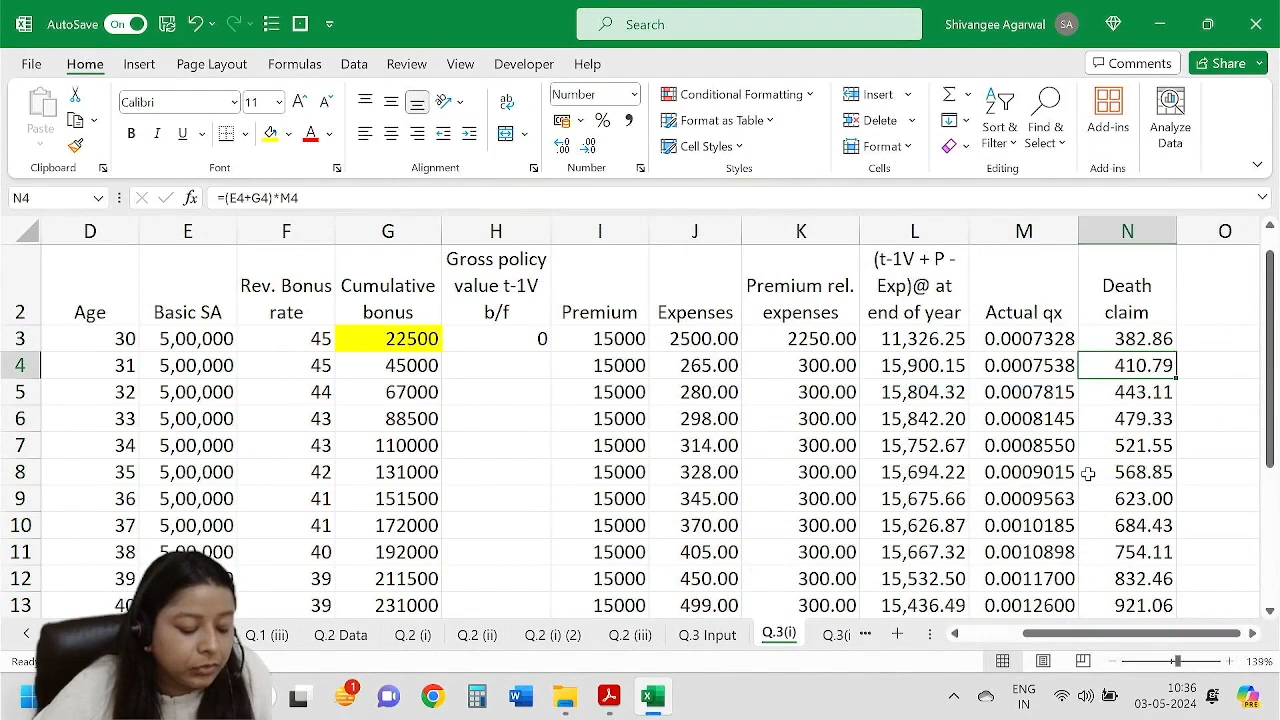 AutoSave On Search Shivangee Agarwal SA
File Home Insert Page Layout Formulas Data Review View Developer Help Comments Share
Paste Calibri 11 B I U A Number Conditional Formatting Format as Table Cell Styles Insert Delete Format Sort & Filter Find & Select Add-ins Analyze Data
Clipboard Font Alignment Number Styles Cells Editing Add-ins
N4 fx =(E4+G4)*M4
D E F G H I J K L M N O
2 Age Basic SA Rev. Bonus rate Cumulative bonus Gross policy value t-1V b/f Premium Expenses Premium rel. expenses (t-1V + P - Exp)@ at end of year Actual qx Death claim
3 30 5,00,000 45 22500 0 15000 2500.00 2250.00 11,326.25 0.0007328 382.86
4 31 5,00,000 45 45000 15000 265.00 300.00 15,900.15 0.0007538 410.79
5 32 5,00,000 44 67000 15000 280.00 300.00 15,804.32 0.0007815 443.11
6 33 5,00,000 43 88500 15000 298.00 300.00 15,842.20 0.0008145 479.33
7 34 5,00,000 43 110000 15000 314.00 300.00 15,752.67 0.0008550 521.55
8 35 5,00,000 42 131000 15000 328.00 300.00 15,694.22 0.0009015 568.85
9 36 5,00,000 41 151500 15000 345.00 300.00 15,675.66 0.0009563 623.00
10 37 5,00,000 41 172000 15000 370.00 300.00 15,626.87 0.0010185 684.43
11 38 5,00,000 40 192000 15000 405.00 300.00 15,667.32 0.0010898 754.11
12 39 39 211500 15000 450.00 300.00 15,532.50 0.0011700 832.46
13 39 231000 15000 499.00 300.00 15,436.49 0.0012600 921.06
Q.1 (iii) Q.2 Data Q.2 (i) Q.2 (ii) Q.2 (i) (2) Q.2 (iii) Q.3 Input Q.3(i) Q.3(i
139%
1 ENG IN 10:36 03-05-2024 PRE